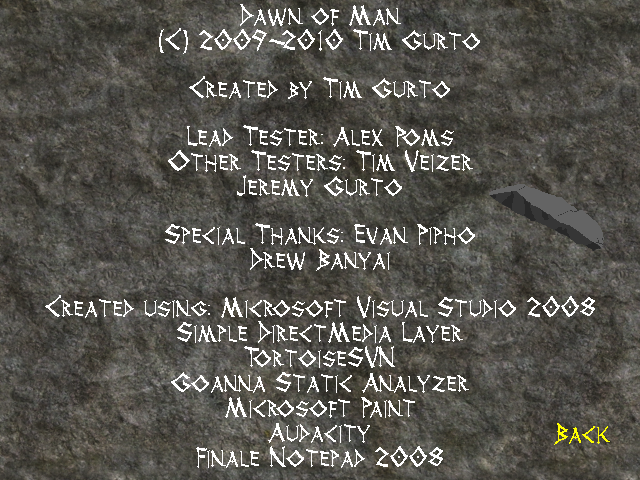 Dawn of Man
(C) 2009-2010 Tim Gurto
Created by Tim Gurto
Lead Tester: Alex Poms
Other Testers: Tim Veizer
Jeremy Gurto
Special Thanks: Evan Pipho
Drew Banyai
Created using: Microsoft Visual Studio 2008
Simple DirectMedia Layer
TortoiseSVN
Goanna Static Analyzer
Microsoft Paint
Audacity
Finale Notepad 2008
Back